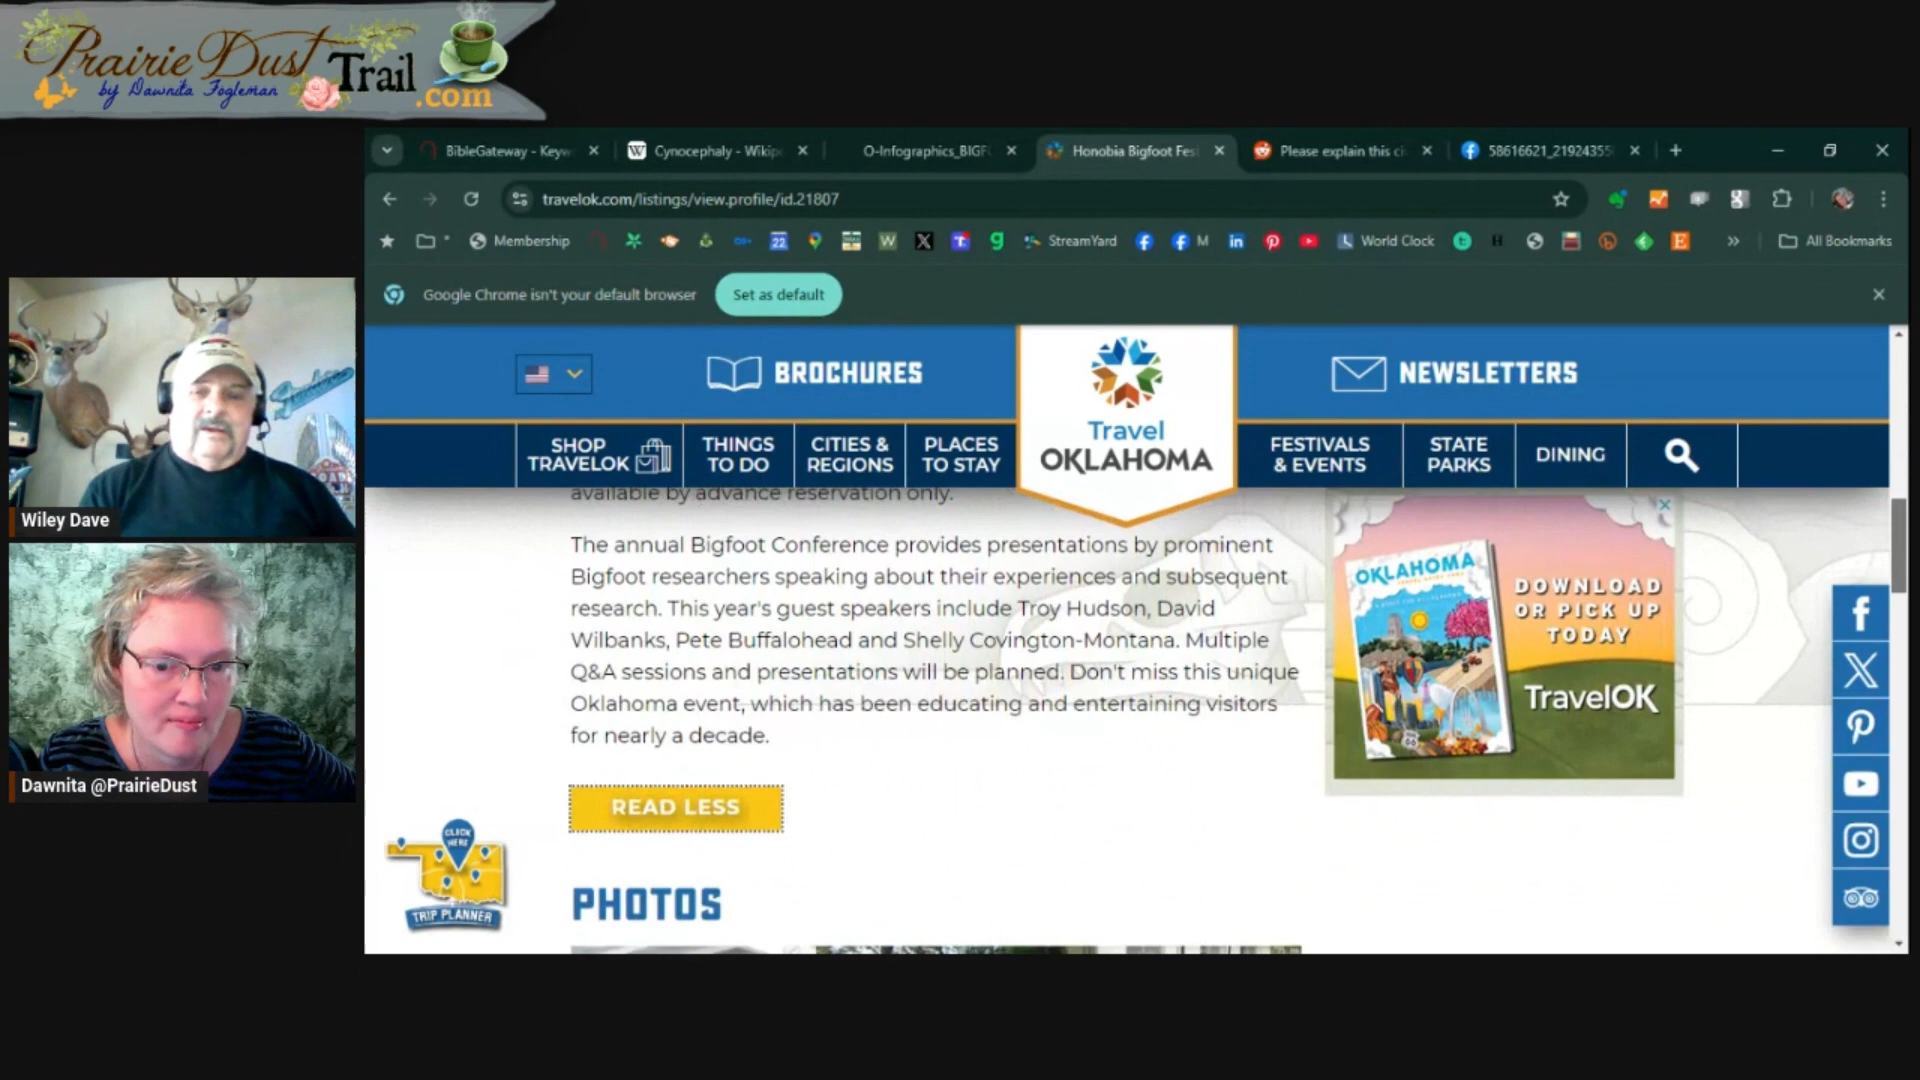 Prairie Dust Trail .com
by Dawnita Fogleman
BibleGateway - Keyw
Cynocephaly - Wikip
O-Infographics_BIGF
Honobia Bigfoot Fes
Please explain this ci
58616621_21924355
travelok.com/listings/view.profile/id.21807
Membership
22
StreamYard
M
World Clock
All Bookmarks
Google Chrome isn't your default browser
Set as default
BROCHURES
Travel
OKLAHOMA
NEWSLETTERS
SHOP
TRAVELOK
THINGS
TO DO
CITIES &
REGIONS
PLACES
TO STAY
FESTIVALS
& EVENTS
STATE
PARKS
DINING
available by advance reservation only.
The annual Bigfoot Conference provides presentations by prominent
Bigfoot researchers speaking about their experiences and subsequent
research. This year's guest speakers include Troy Hudson, David
Wilbanks, Pete Buffalohead and Shelly Covington-Montana. Multiple
Q&A sessions and presentations will be planned. Don't miss this unique
Oklahoma event, which has been educating and entertaining visitors
for nearly a decade.
READ LESS
PHOTOS
OKLAHOMA
DOWNLOAD
OR PICK UP
TODAY
TravelOK
CLICK
HERE
TRIP PLANNER
Wiley Dave
Dawnita @PrairieDust